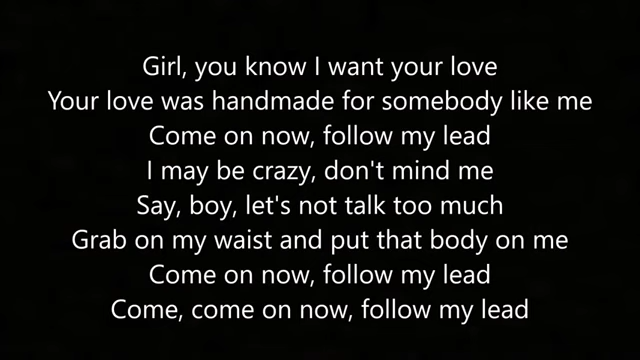 Girl, you know I want your love
Your love was handmade for somebody like me
Come on now, follow my lead
I may be crazy, don't mind me
Say, boy, let's not talk too much
Grab on my waist and put that body on me
Come on now, follow my lead
Come, come on now, follow my lead